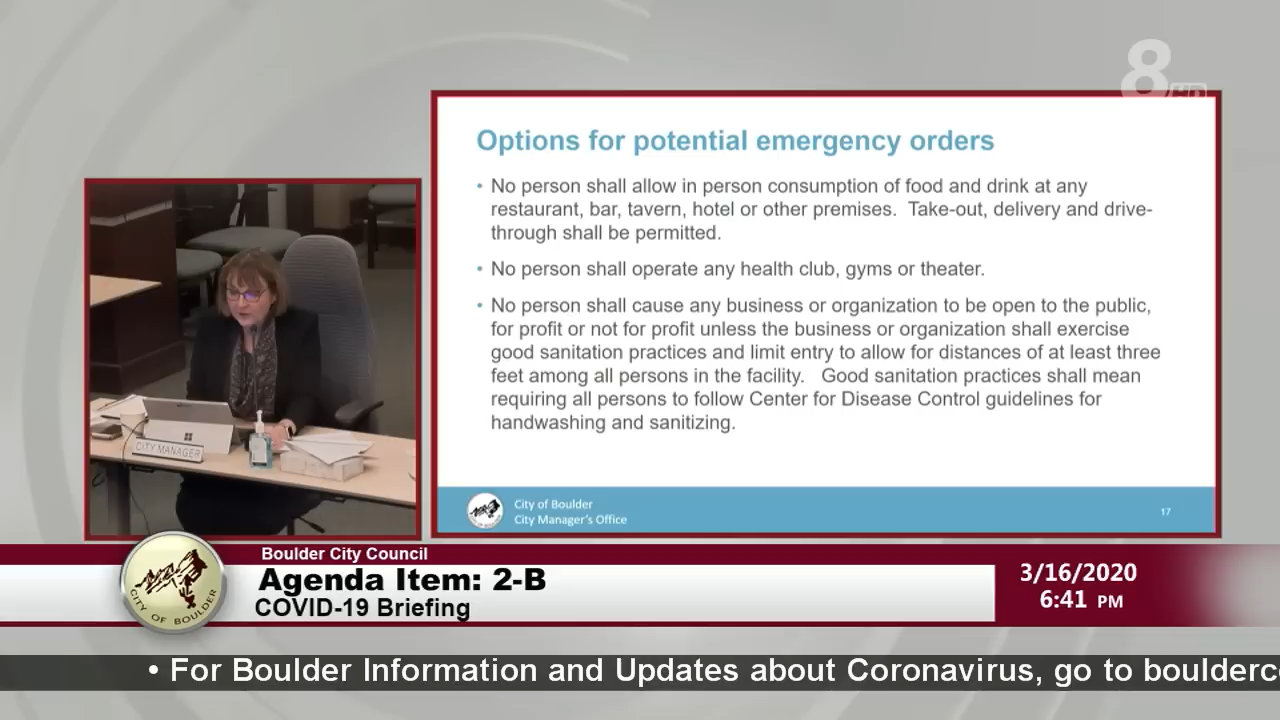 8
HD
Options for potential emergency orders
• No person shall allow in person consumption of food and drink at any
restaurant, bar, tavern, hotel or other premises. Take-out, delivery and drive-
through shall be permitted.
• No person shall operate any health club, gyms or theater.
• No person shall cause any business or organization to be open to the public,
for profit or not for profit unless the business or organization shall exercise
good sanitation practices and limit entry to allow for distances of at least three
feet among all persons in the facility. Good sanitation practices shall mean
requiring all persons to follow Center for Disease Control guidelines for
handwashing and sanitizing.
City of Boulder
City Manager's Office
17
CITY MANAGER
Boulder City Council
Agenda Item: 2-B
COVID-19 Briefing
CITY OF BOULDER
3/16/2020
6:41 PM
• For Boulder Information and Updates about Coronavirus, go to boulderc